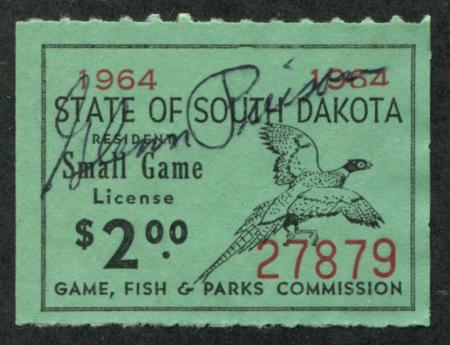 1964 1964
STATE OF SOUTH DAKOTA
RESIDENT
Small Game
License
$2.00
27879
GAME, FISH & PARKS COMMISSION